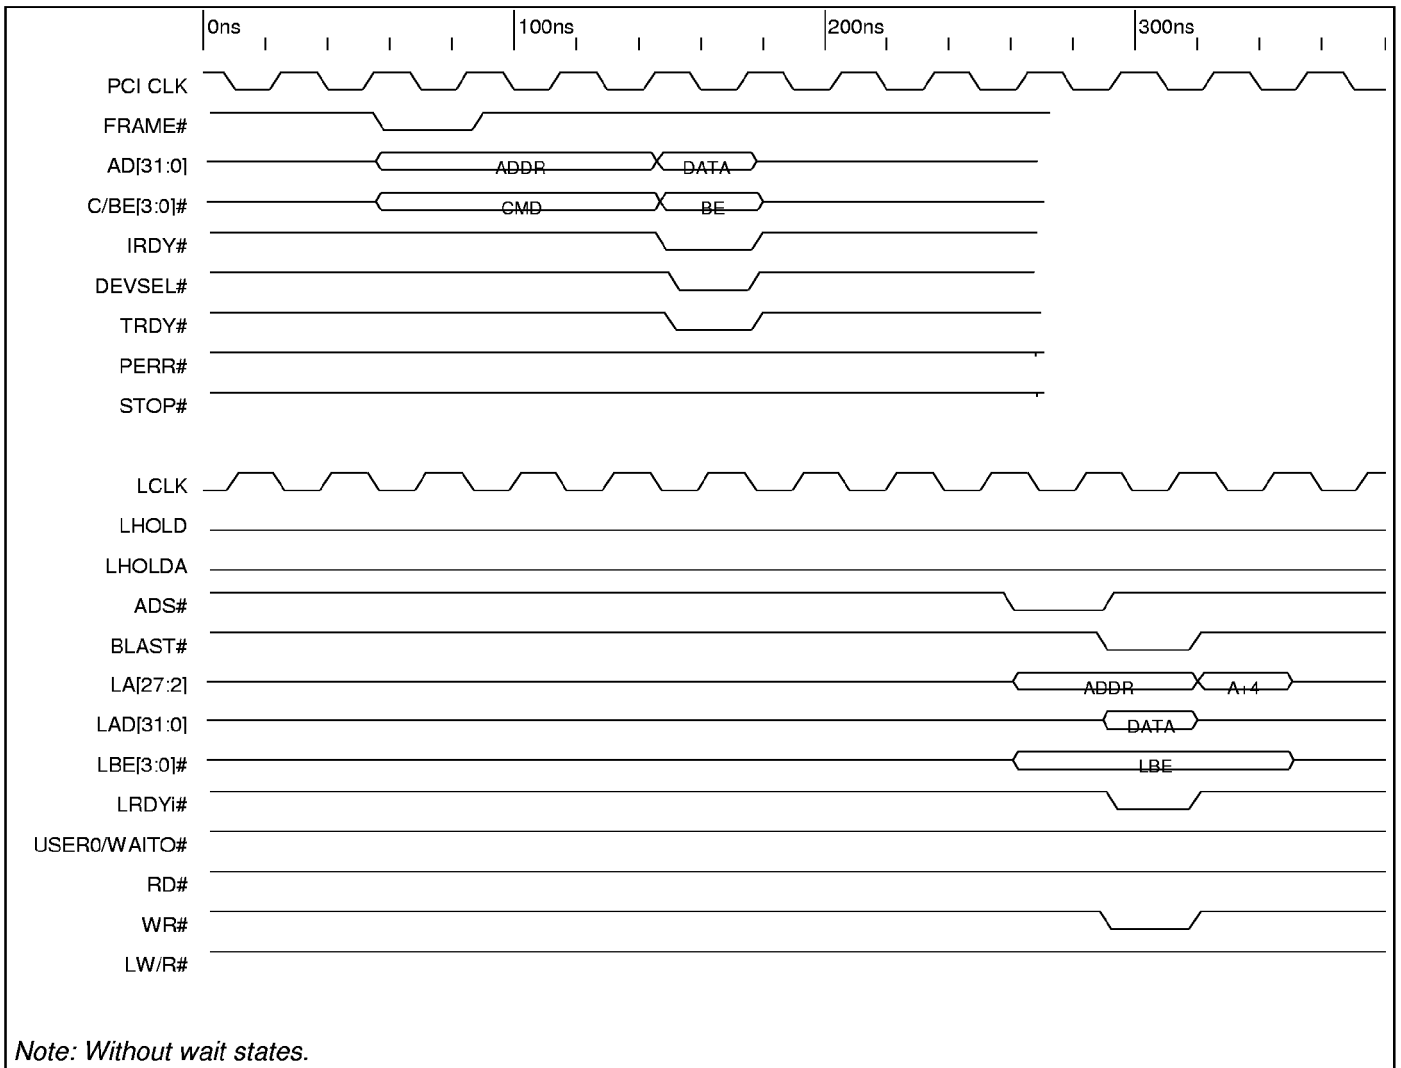 0ns 100ns 200ns 300ns
PCI CLK
FRAME#
AD[31:0] ADDR DATA
C/BE[3:0]# CMD BE
IRDY#
DEVSEL#
TRDY#
PERR#
STOP#
LCLK
LHOLD
LHOLDA
ADS#
BLAST#
LA[27:2] ADDR A+4
LAD[31:0] DATA
LBE[3:0]# LBE
LRDYi#
USER0/WAITO#
RD#
WR#
LW/R#
Note: Without wait states.